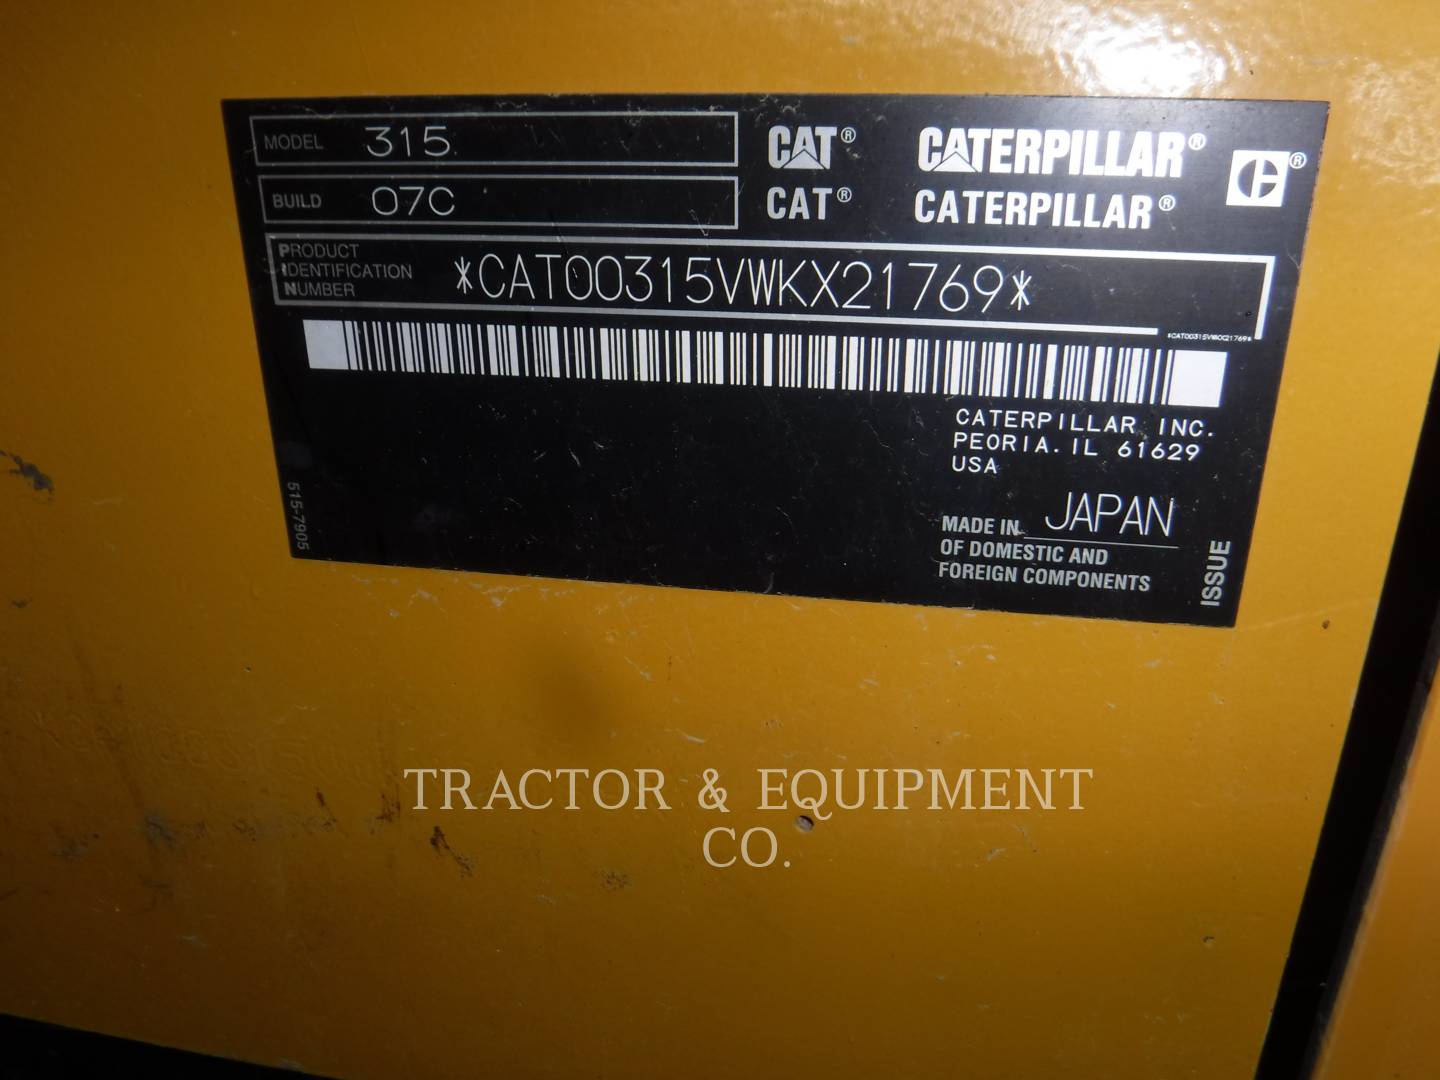 MODEL 315
BUILD 07C
CAT® CATERPILLAR® ®
CAT® CATERPILLAR®
PRODUCT
IDENTIFICATION
NUMBER
*CAT00315VWKX21769*
*CAT00315VWKX21769*
CATERPILLAR INC.
PEORIA. IL 61629
USA
MADE IN JAPAN
OF DOMESTIC AND
FOREIGN COMPONENTS
515-7905
ISSUE
TRACTOR & EQUIPMENT
CO.